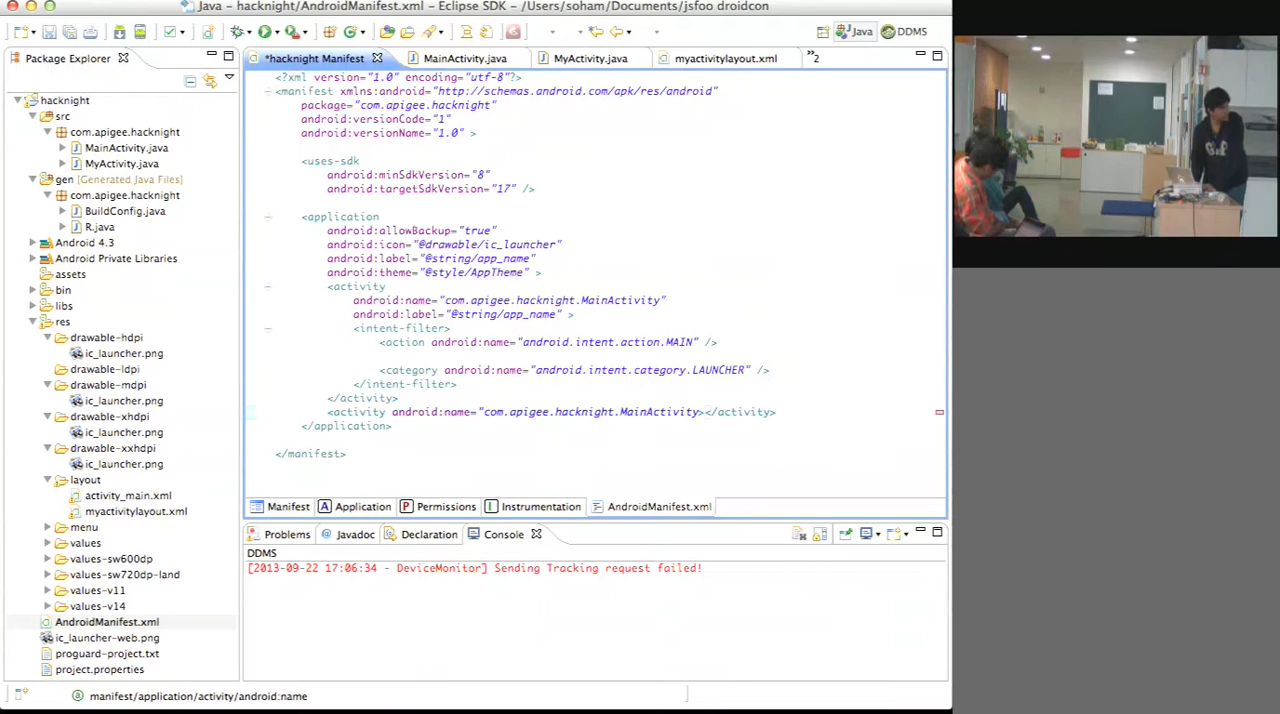 Java - hacknight/AndroidManifest.xml - Eclipse SDK - /Users/soham/Documents/jsfoo droidcon
Java
DDMS
Package Explorer
hacknight
src
com.apigee.hacknight
MainActivity.java
MyActivity.java
gen [Generated Java Files]
com.apigee.hacknight
BuildConfig.java
R.java
Android 4.3
Android Private Libraries
assets
bin
libs
res
drawable-hdpi
ic_launcher.png
drawable-ldpi
drawable-mdpi
ic_launcher.png
drawable-xhdpi
ic_launcher.png
drawable-xxhdpi
ic_launcher.png
layout
activity_main.xml
myactivitylayout.xml
menu
values
values-sw600dp
values-sw720dp-land
values-v11
values-v14
AndroidManifest.xml
ic_launcher-web.png
proguard-project.txt
project.properties
*hacknight Manifest
MainActivity.java
MyActivity.java
myactivitylayout.xml
»2
<?xml version="1.0" encoding="utf-8"?>
<manifest xmlns:android="http://schemas.android.com/apk/res/android"
package="com.apigee.hacknight"
android:versionCode="1"
android:versionName="1.0" >
<uses-sdk
android:minSdkVersion="8"
android:targetSdkVersion="17" />
<application
android:allowBackup="true"
android:icon="@drawable/ic_launcher"
android:label="@string/app_name"
android:theme="@style/AppTheme" >
<activity
android:name="com.apigee.hacknight.MainActivity"
android:label="@string/app_name" >
<intent-filter>
<action android:name="android.intent.action.MAIN" />
<category android:name="android.intent.category.LAUNCHER" />
</intent-filter>
</activity>
<activity android:name="com.apigee.hacknight.MainActivity></activity>
</application>
</manifest>
Manifest
Application
Permissions
Instrumentation
AndroidManifest.xml
Problems
Javadoc
Declaration
Console
DDMS
[2013-09-22 17:06:34 - DeviceMonitor] Sending Tracking request failed!
manifest/application/activity/android:name